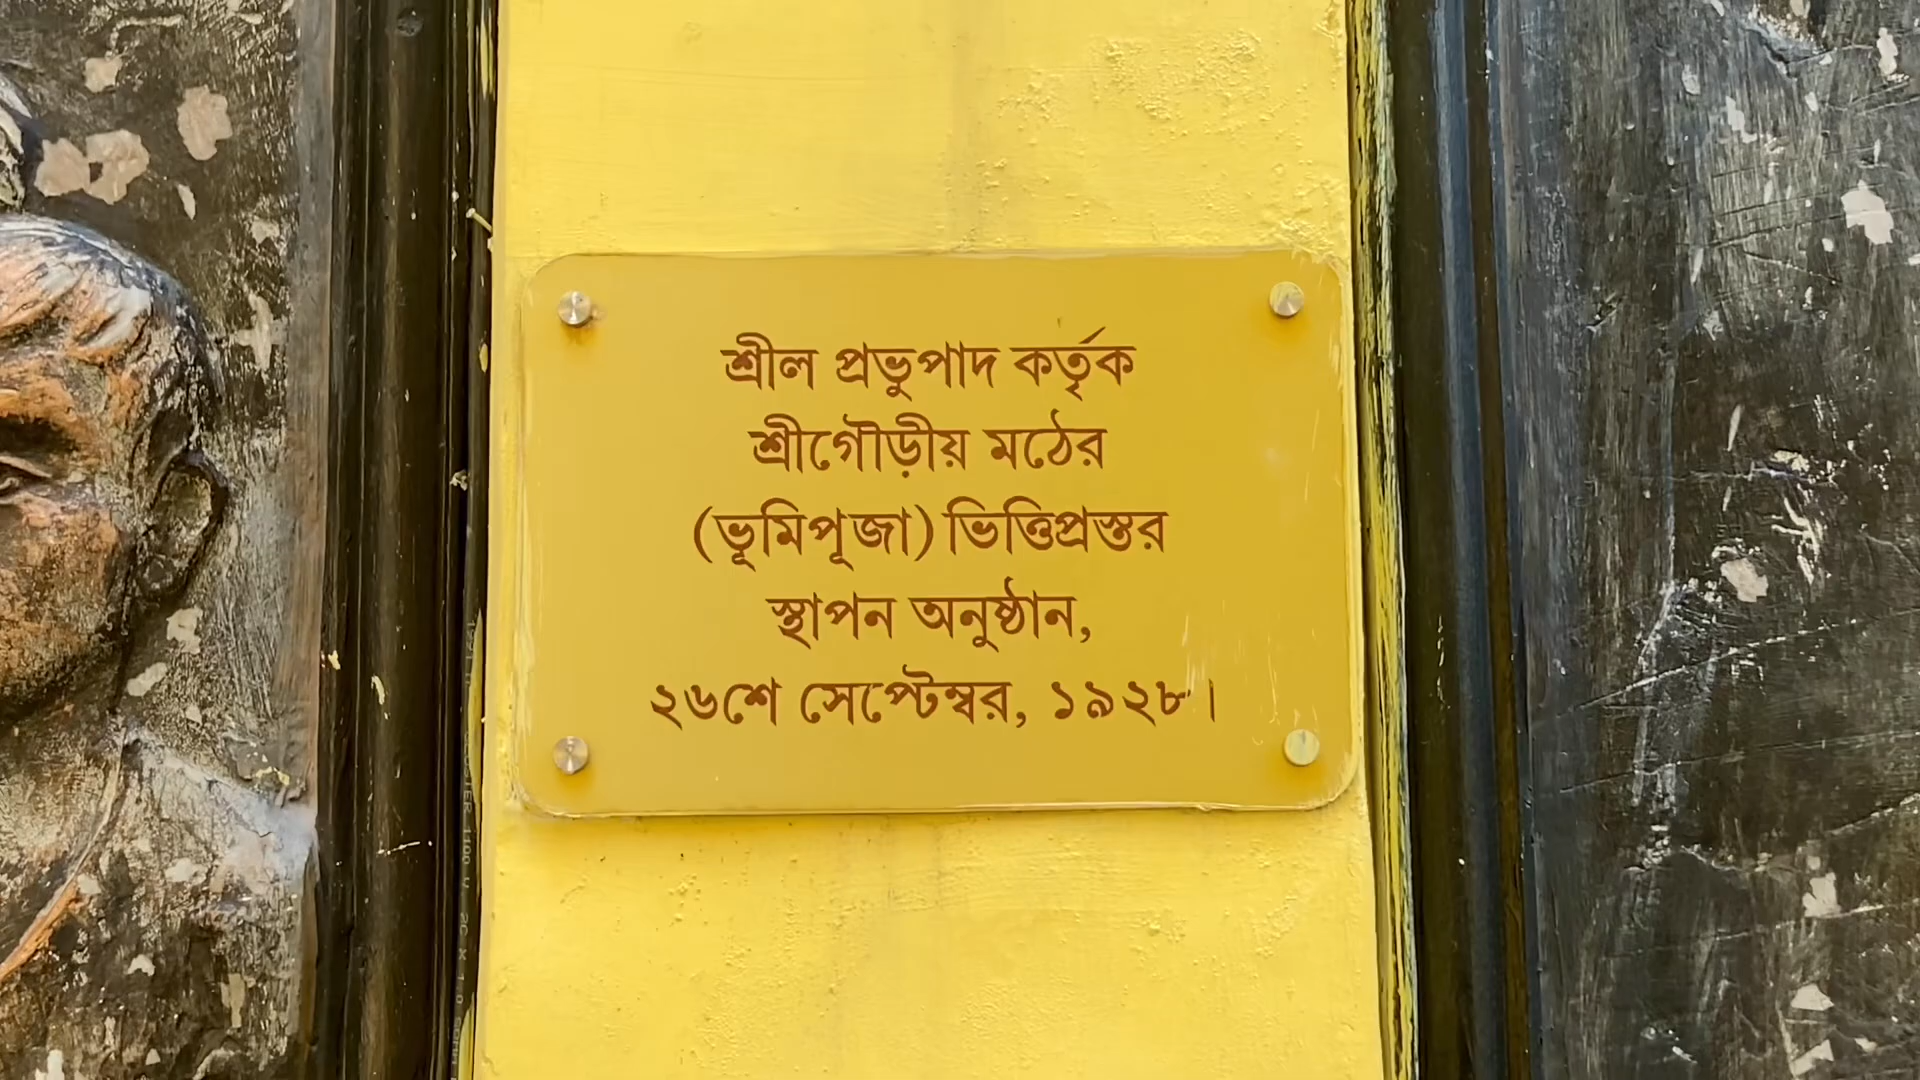 শ্রীল প্রভুপাদ কর্তৃক
শ্রীগৌড়ীয় মঠের
(ভূমিপূজা) ভিত্তিপ্রস্তর
স্থাপন অনুষ্ঠান,
২৬শে সেপ্টেম্বর, ১৯২৮।